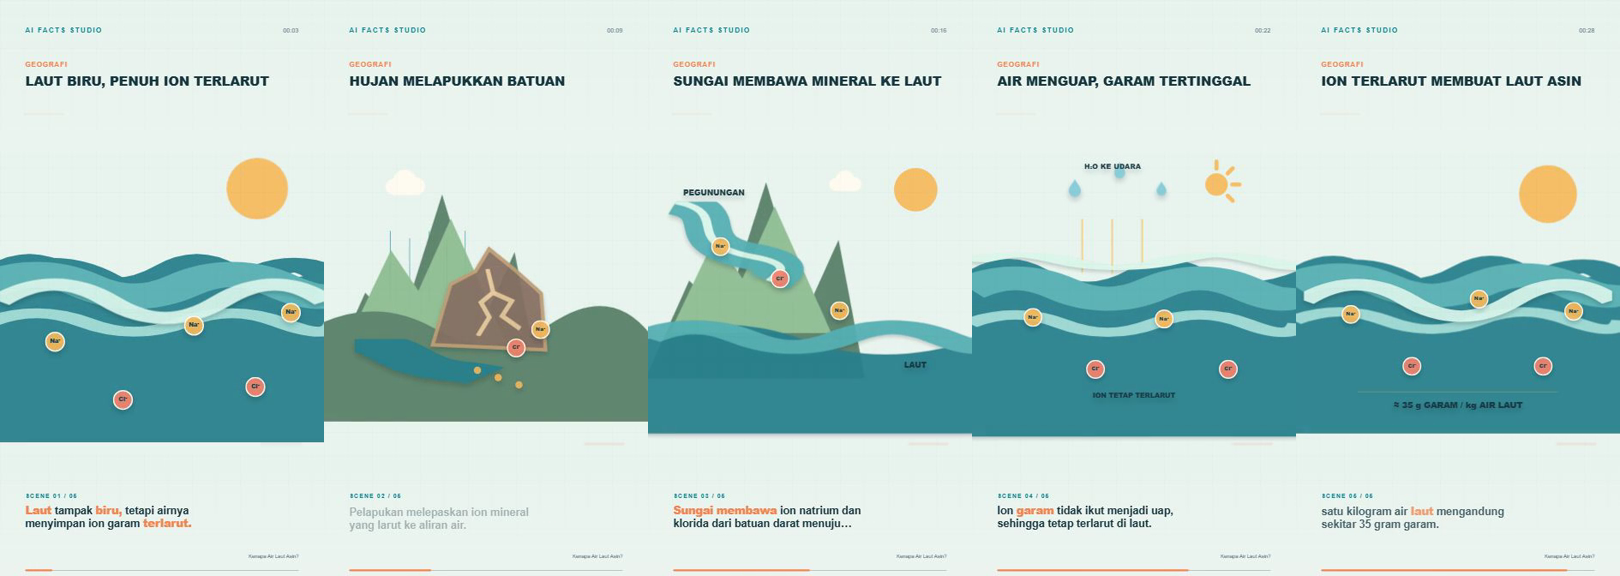 AI FACTS STUDIO
00:03
GEOGRAFI
LAUT BIRU, PENUH ION TERLARUT
Na⁺
Na⁺
Na⁺
Cl⁻
Cl⁻
SCENE 01 / 06
Laut tampak biru, tetapi airnya
menyimpan ion garam terlarut.
Kenapa Air Laut Asin?
AI FACTS STUDIO
00:09
GEOGRAFI
HUJAN MELAPUKKAN BATUAN
Na⁺
Cl⁻
SCENE 02 / 06
Pelapukan melepaskan ion mineral
yang larut ke aliran air.
Kenapa Air Laut Asin?
AI FACTS STUDIO
00:16
GEOGRAFI
SUNGAI MEMBAWA MINERAL KE LAUT
PEGUNUNGAN
Na⁺
Cl⁻
Na⁺
LAUT
SCENE 03 / 06
Sungai membawa ion natrium dan
klorida dari batuan darat menuju…
Kenapa Air Laut Asin?
AI FACTS STUDIO
00:22
GEOGRAFI
AIR MENGUAP, GARAM TERTINGGAL
H₂O KE UDARA
Na⁺
Na⁺
Cl⁻
Cl⁻
ION TETAP TERLARUT
SCENE 04 / 06
Ion garam tidak ikut menjadi uap,
sehingga tetap terlarut di laut.
Kenapa Air Laut Asin?
AI FACTS STUDIO
00:28
GEOGRAFI
ION TERLARUT MEMBUAT LAUT ASIN
Na⁺
Na⁺
Na⁺
Cl⁻
Cl⁻
≈ 35 g GARAM / kg AIR LAUT
SCENE 06 / 06
satu kilogram air laut mengandung
sekitar 35 gram garam.
Kenapa Air Laut Asin?